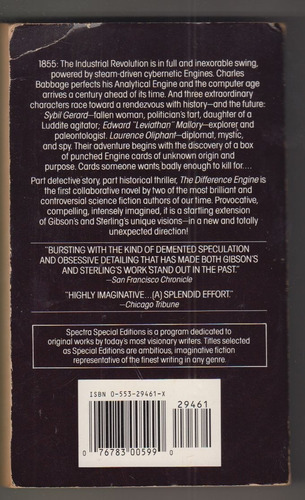 1855: The Industrial Revolution is in full and inexorable swing,
powered by steam-driven cybernetic Engines. Charles
Babbage perfects his Analytical Engine and the computer age
arrives a century ahead of its time. And three extraordinary
characters race toward a rendezvous with history—and the future:
Sybil Gerard—fallen woman, politician's tart, daughter of a
Luddite agitator; Edward "Leviathan" Mallory—explorer and
paleontologist; Laurence Oliphant—diplomat, mystic,
and spy. Their adventure begins with the discovery of a box
of punched Engine cards of unknown origin and
purpose. Cards someone wants badly enough to kill for....
Part detective story, part historical thriller, The Difference Engine is
the first collaborative novel by two of the most brilliant and
controversial science fiction authors of our time. Provocative,
compelling, intensely imagined, it is a startling extension
of Gibson's and Sterling's unique visions—in a new and totally
unexpected direction!
"BURSTING WITH THE KIND OF DEMENTED SPECULATION
AND OBSESSIVE DETAILING THAT HAS MADE BOTH GIBSON'S
AND STERLING'S WORK STAND OUT IN THE PAST."
—San Francisco Chronicle
"HIGHLY IMAGINATIVE...(A) SPLENDID EFFORT."
—Chicago Tribune
Spectra Special Editions is a program dedicated to
original works by today's most visionary writers. Titles selected
as Special Editions are ambitious, imaginative fiction
representative of the finest writing in any genre.
ISBN 0-553-29461-X
29461
0 76783 00599 0